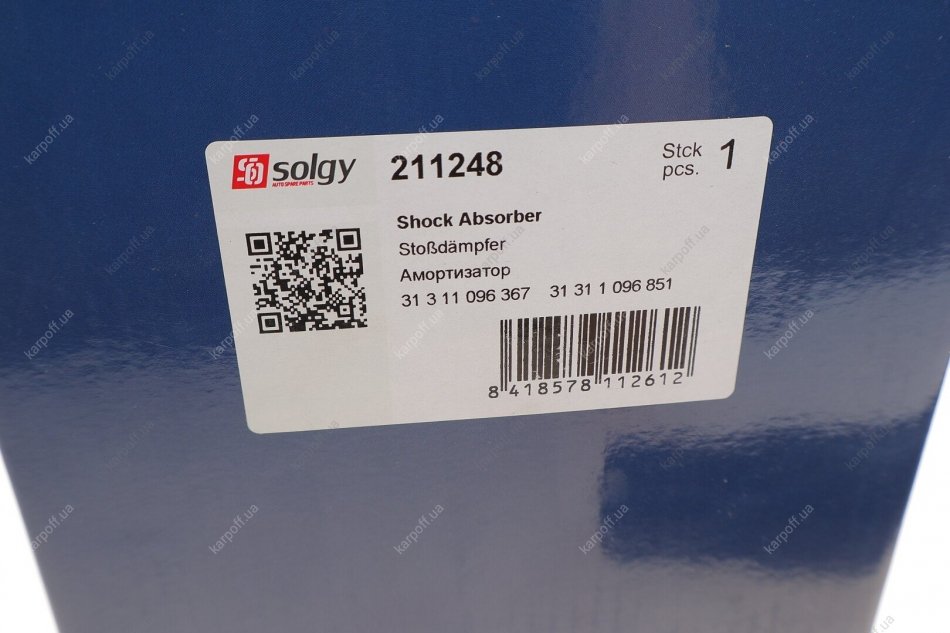 solgy
AUTO SPARE PARTS
211248
Stck
pcs.
1
Shock Absorber
Stoßdämpfer
Амортизатор
31 3 11 096 367 31 31 1 096 851
8 418578 112612
karpoff.ua